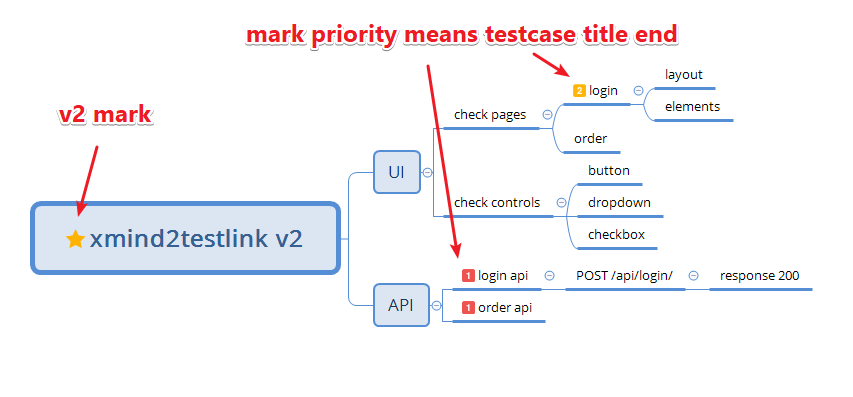 mark priority means testcase title end
v2 mark
xmind2testlink v2
UI
check pages
2 login
layout
elements
order
check controls
button
dropdown
checkbox
API
1 login api
POST /api/login/
response 200
1 order api